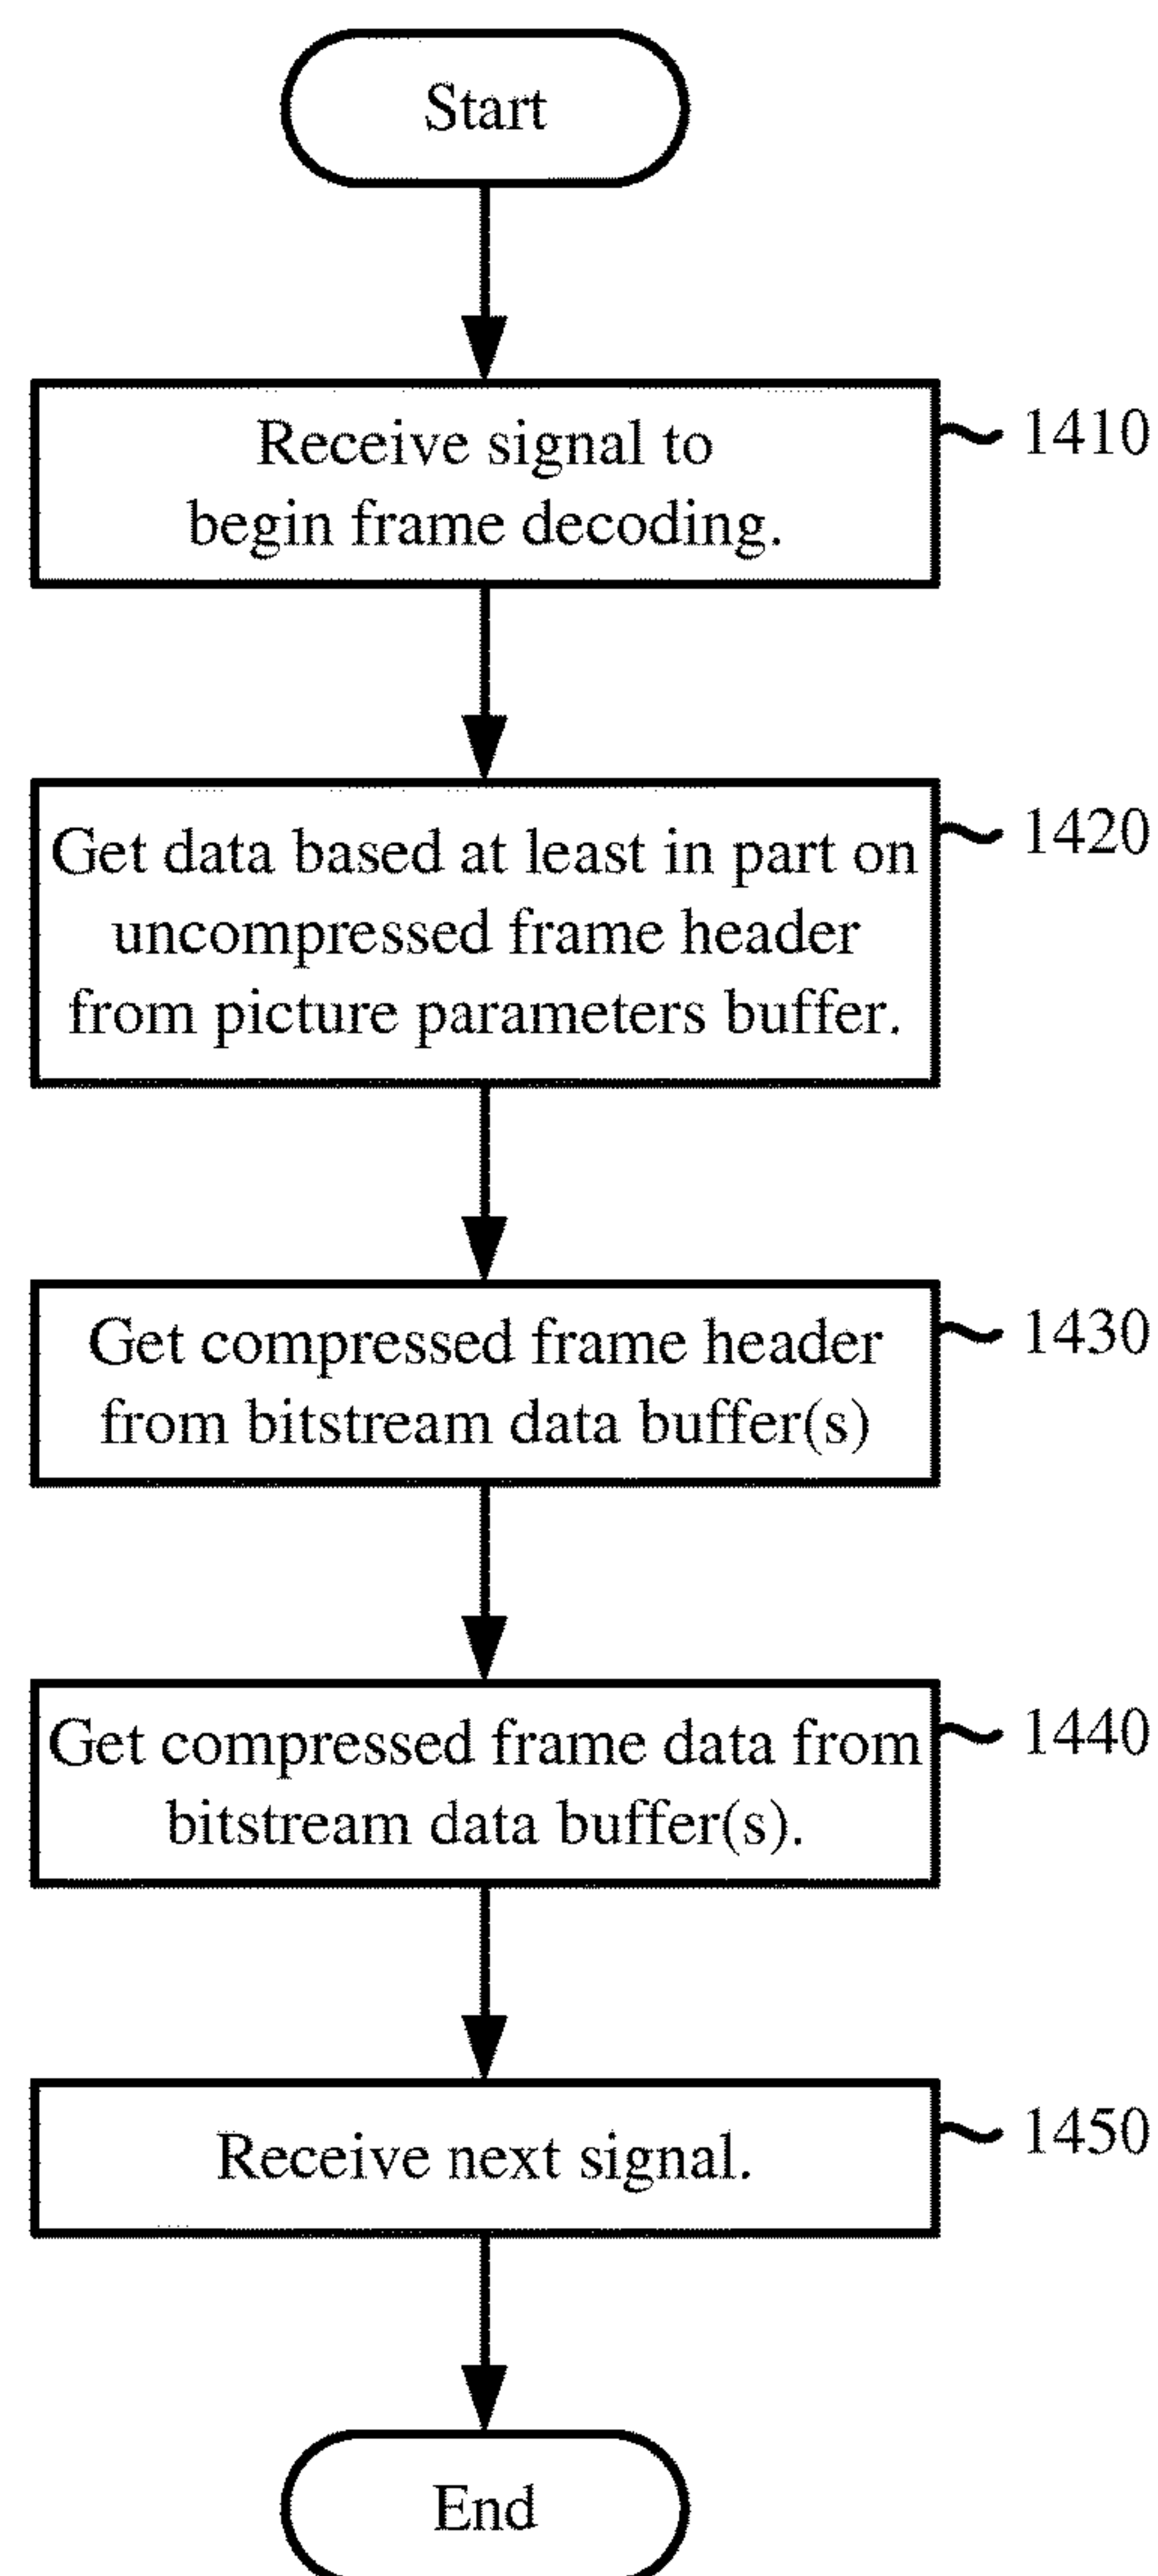 Start
Receive signal to
begin frame decoding.
1410
Get data based at least in part on
uncompressed frame header
from picture parameters buffer.
1420
Get compressed frame header
from bitstream data buffer(s)
1430
Get compressed frame data from
bitstream data buffer(s).
1440
Receive next signal.
1450
End